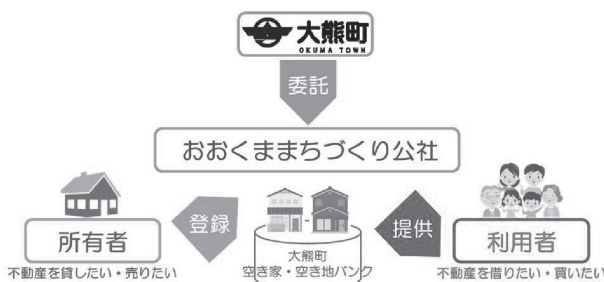 大熊町
OKUMA TOWN
委託
おおくままちづくり公社
所有者
不動産を貸したい・売りたい
登録
大熊町
空き家・空き地バンク
提供
利用者
不動産を借りたい・買いたい